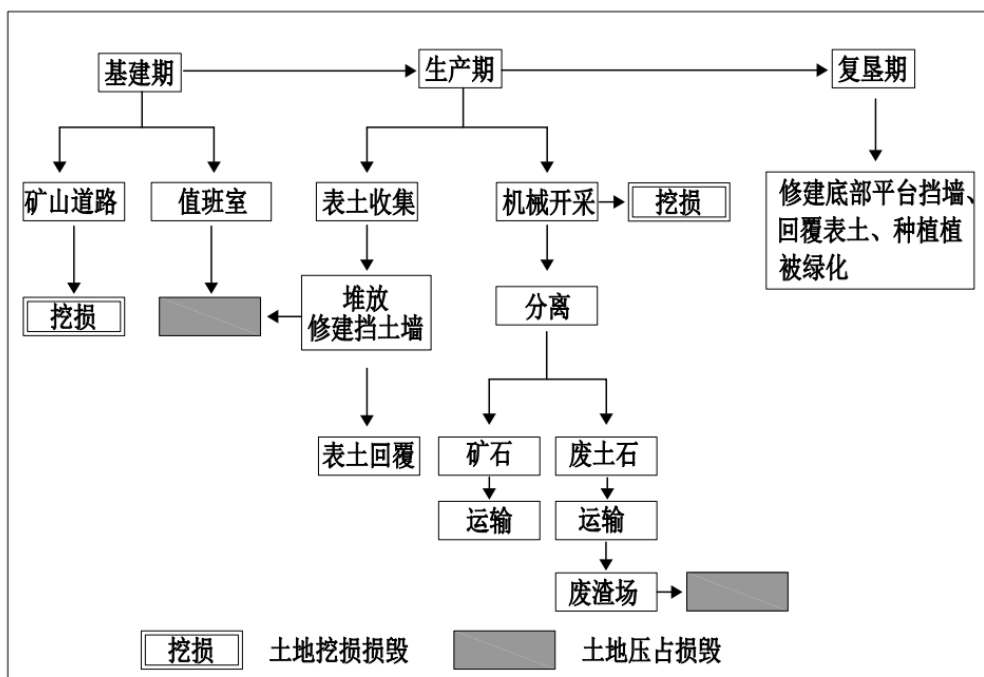 基建期
生产期
复垦期
矿山道路
值班室
表土收集
机械开采
挖损
修建底部平台挡墙、
回覆表土、种植植
被绿化
挖损
堆放
修建挡土墙
分离
表土回覆
矿石
废土石
运输
运输
废渣场
挖损
土地挖损损毁
土地压占损毁